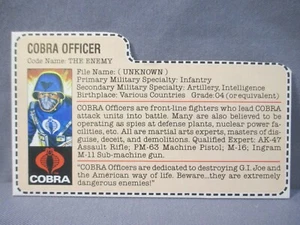 COBRA OFFICER
Code Name: THE ENEMY
File Name: ( UNKNOWN )
Primary Military Specialty: Infantry
Secondary Military Specialty: Artillery, Intelligence
Birthplace: Various Countries Grade: O4 (or equivalent)
COBRA Officers are front-line fighters who lead COBRA
attack units into battle. Many are also believed to be
operating as spies at defense plants, nuclear power fa-
cilities, etc. All are martial arts experts, masters of dis-
guise, deceit, and demolitions. Qualified Expert: AK-47
Assault Rifle, PM-63 Machine Pistol; M-16; Ingram
M-11 Sub-machine gun.
"COBRA Officers are dedicated to destroying G.I. Joe and
the American way of life. Beware...they are extremely
dangerous enemies!"
COBRA